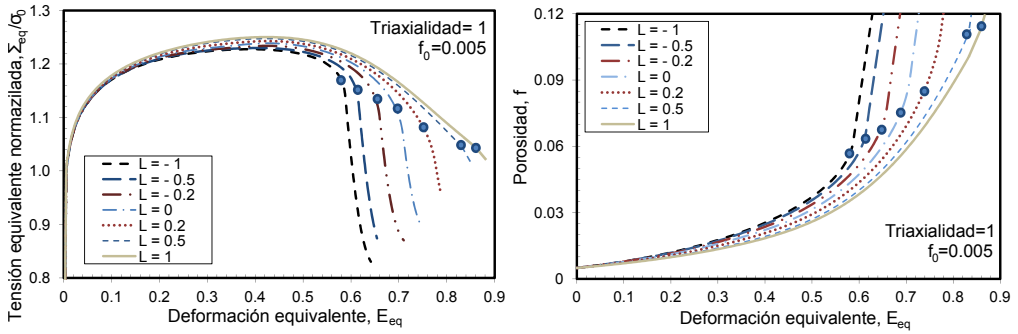 Tensión equivalente normazilada, Σeq/σ0
1.3
1.2
1.1
1.0
0.9
0.8
Triaxialidad= 1
f0=0.005
L = - 1
L = - 0.5
L = - 0.2
L = 0
L = 0.2
L = 0.5
L = 1
0 0.1 0.2 0.3 0.4 0.5 0.6 0.7 0.8 0.9
Deformación equivalente, Eeq
Porosidad, f
0.12
0.09
0.06
0.03
0
L = - 1
L = - 0.5
L = - 0.2
L = 0
L = 0.2
L = 0.5
L = 1
Triaxialidad=1
f0=0.005
0 0.1 0.2 0.3 0.4 0.5 0.6 0.7 0.8 0.9
Deformación equivalente, Eeq